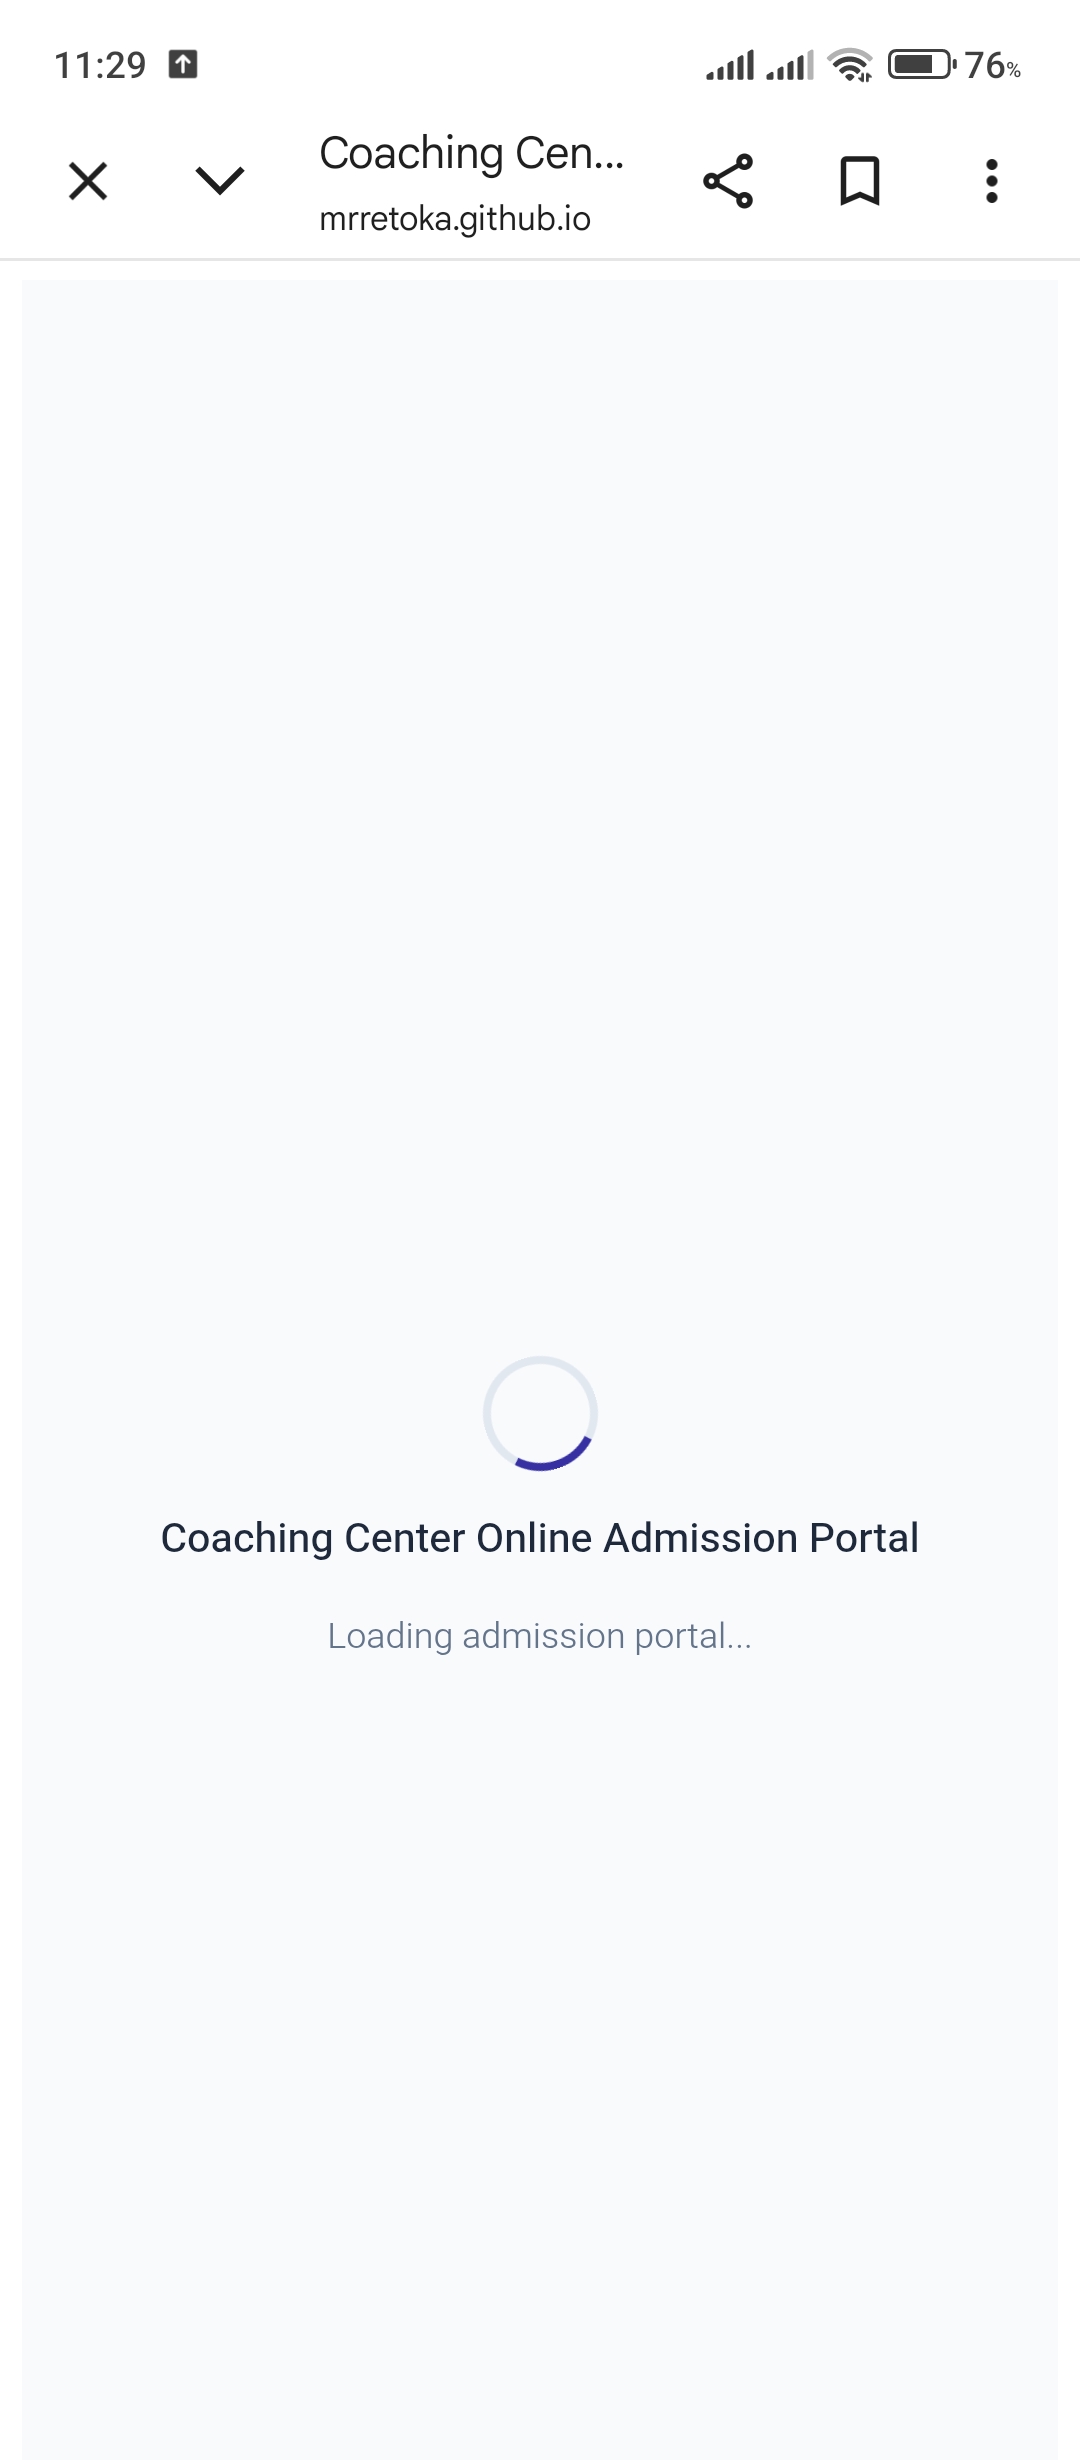 11:29
76%
Coaching Cen...
mrretoka.github.io
Coaching Center Online Admission Portal
Loading admission portal...